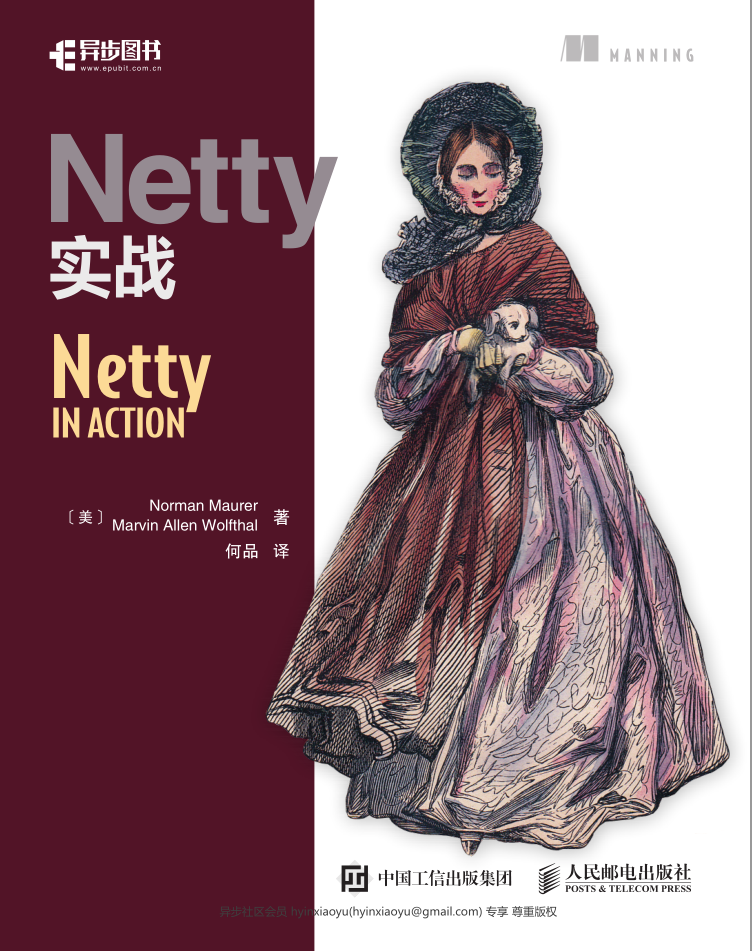 异步图书
www.epubit.com.cn
MANNING
Netty
实战
Netty
IN ACTION
〔美〕 Norman Maurer
Marvin Allen Wolfthal 著
何品 译
中国工信出版集团
人民邮电出版社
POSTS & TELECOM PRESS
异步社区会员 hyinxiaoyu(hyinxiaoyu@gmail.com) 专享 尊重版权